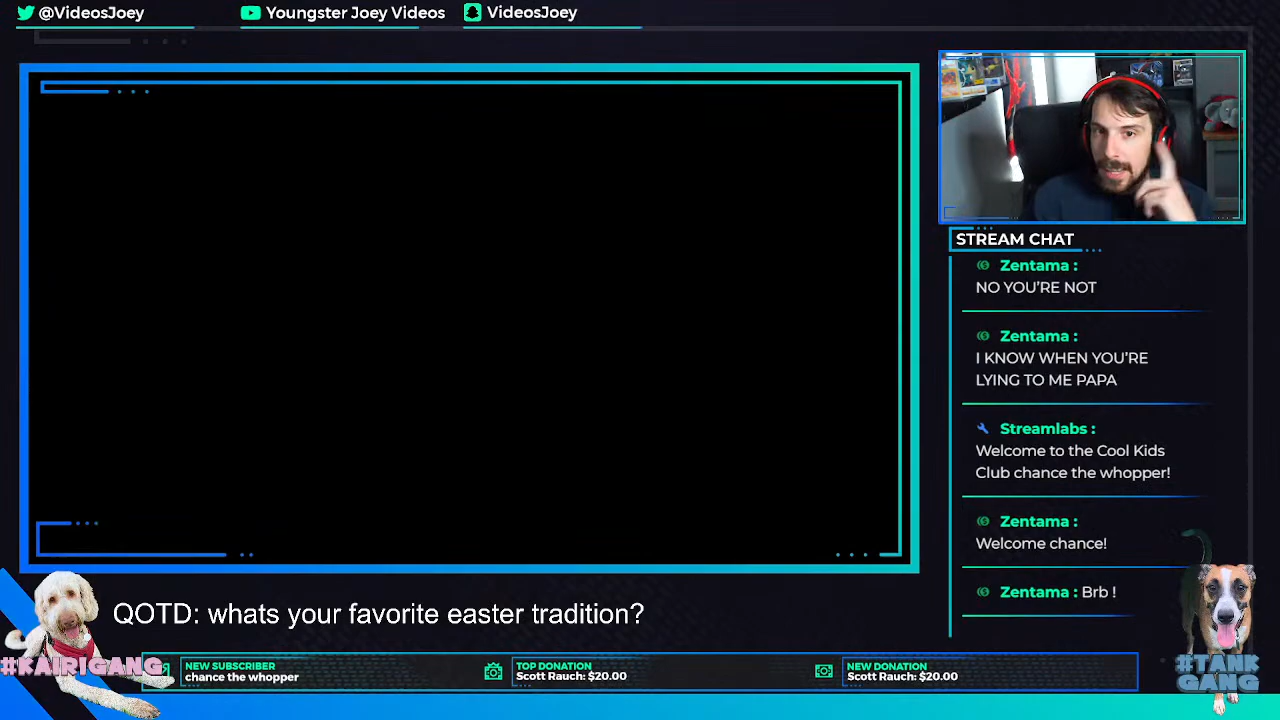 @VideosJoey
Youngster Joey Videos
VideosJoey
STREAM CHAT
Zentama :
NO YOU'RE NOT
Zentama :
I KNOW WHEN YOU'RE
LYING TO ME PAPA
Streamlabs :
Welcome to the Cool Kids
Club chance the whopper!
Zentama :
Welcome chance!
Zentama : Brb !
QOTD: whats your favorite easter tradition?
#KAIRIGANG
NEW SUBSCRIBER
chance the whopper
TOP DONATION
Scott Rauch: $20.00
NEW DONATION
Scott Rauch: $20.00
#TANK
GANG